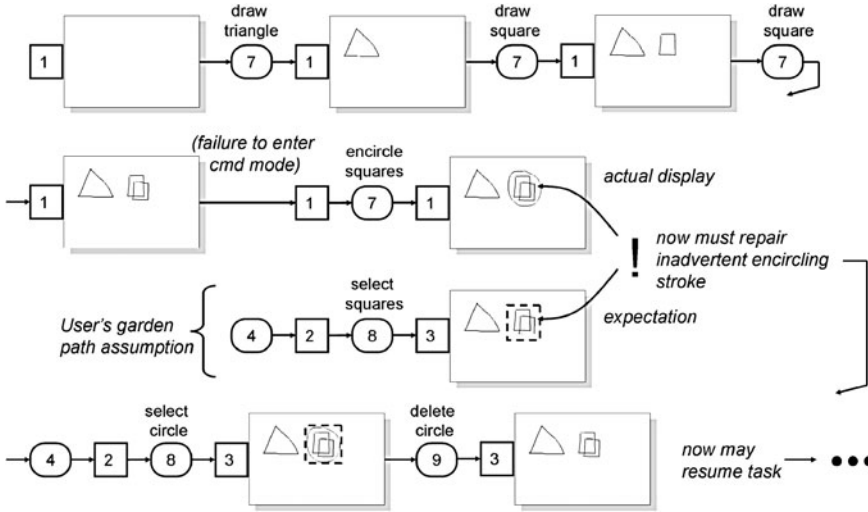 draw
triangle
draw
square
draw
square
1
7
1
7
1
7
(failure to enter
cmd mode)
encircle
squares
1
1
7
1
actual display
!
now must repair
inadvertent encircling
stroke
User's garden
path assumption
select
squares
4
2
8
3
expectation
select
circle
delete
circle
4
2
8
3
9
3
now may
resume task